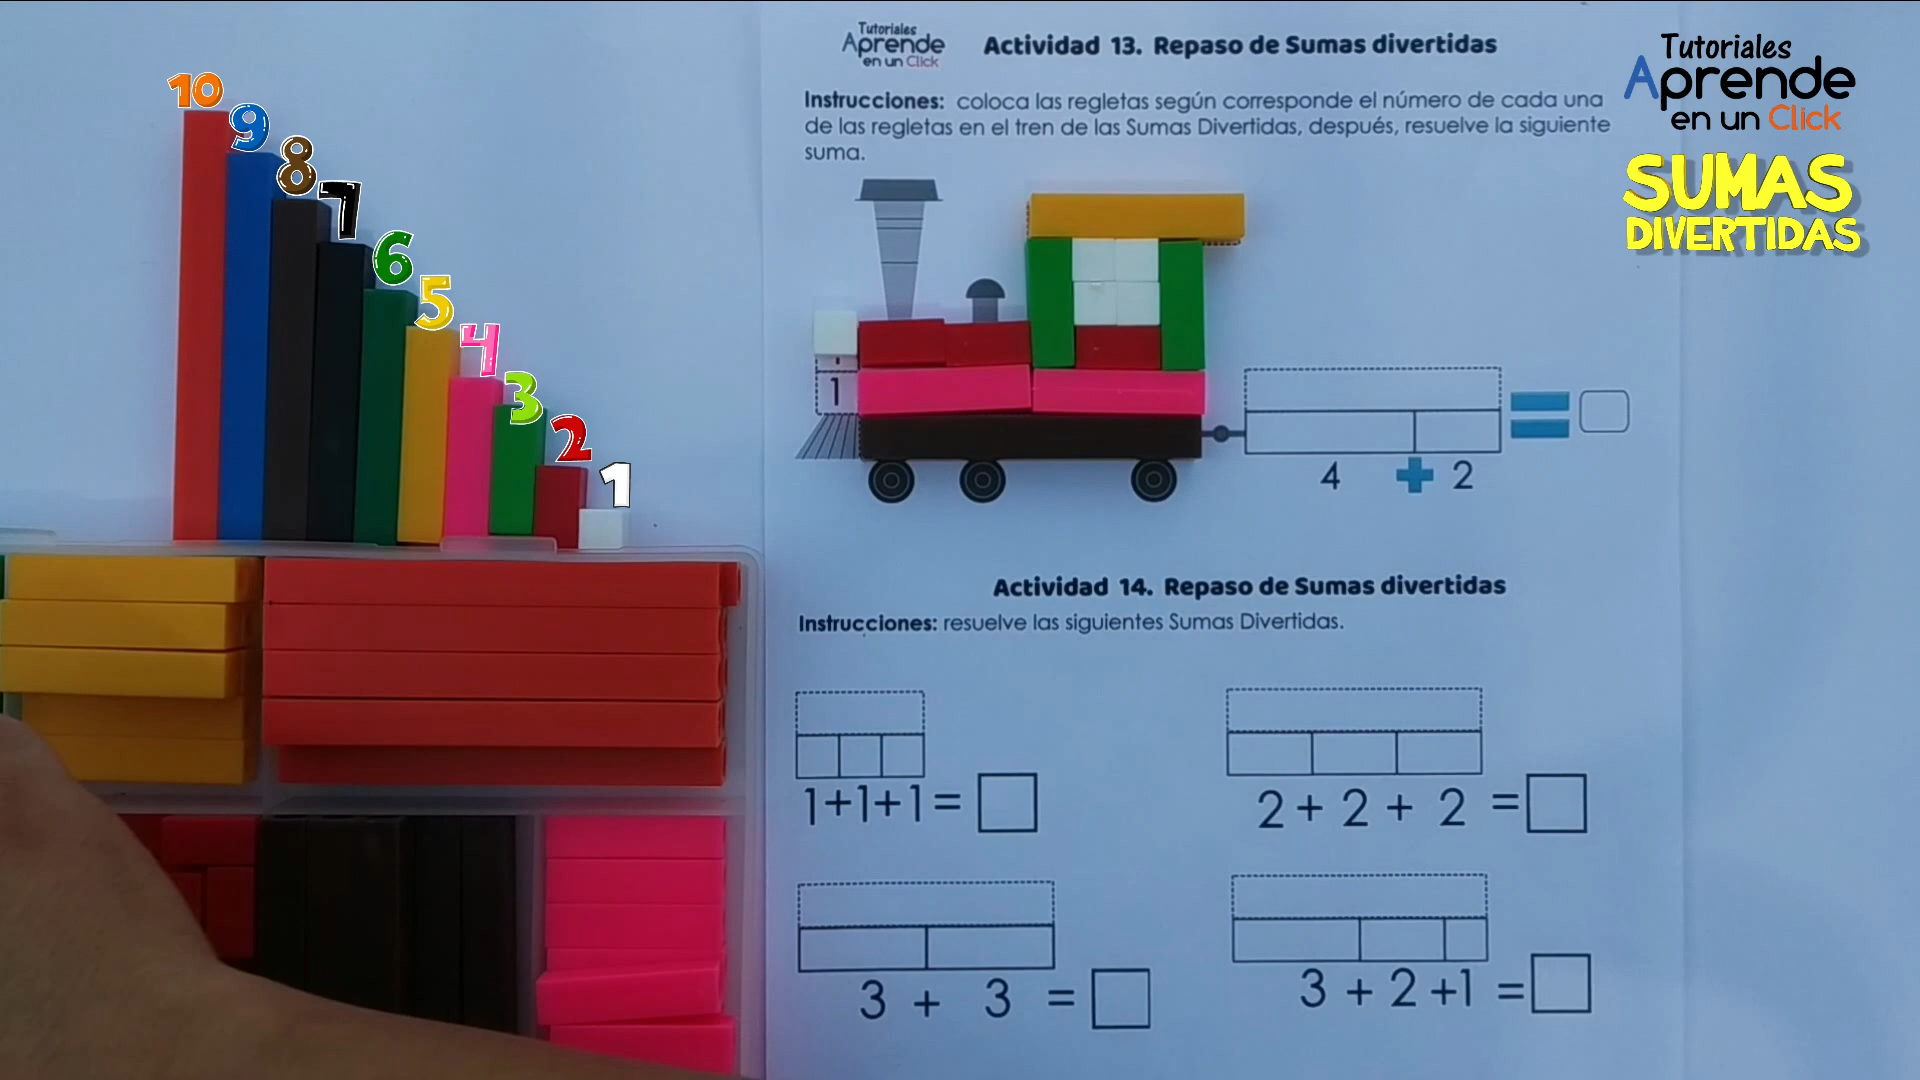 10
9
8
7
6
5
4
3
2
1
Tutoriales
Aprende
en un Click
Actividad 13. Repaso de Sumas divertidas
Instrucciones: coloca las regletas según corresponde el número de cada una
de las regletas en el tren de las Sumas Divertidas, después, resuelve la siguiente
suma.
1
4 + 2
=
Actividad 14. Repaso de Sumas divertidas
Instrucciones: resuelve las siguientes Sumas Divertidas.
1+1+1=
2 + 2 + 2 =
3 + 3 =
3 + 2 +1 =
Tutoriales
Aprende
en un Click
SUMAS
DIVERTIDAS